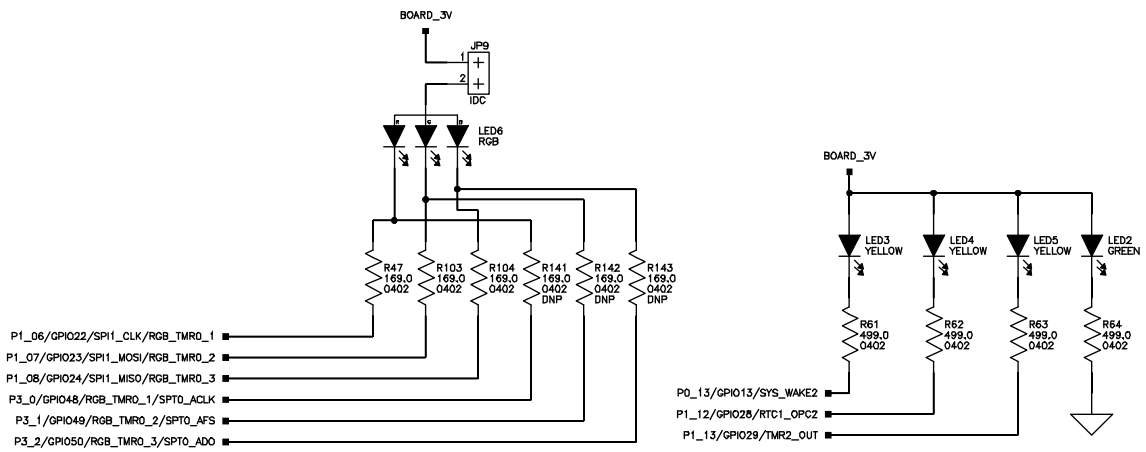 BOARD_3V
JP9
1
2
IDC
R
G
B
LED6
RGB
R47
169.0
0402
R103
169.0
0402
R104
169.0
0402
R141
169.0
0402
DNP
R142
169.0
0402
DNP
R143
169.0
0402
DNP
P1_06/GPIO22/SPI1_CLK/RGB_TMR0_1
P1_07/GPIO23/SPI1_MOSI/RGB_TMR0_2
P1_08/GPIO24/SPI1_MISO/RGB_TMR0_3
P3_0/GPIO48/RGB_TMR0_1/SPT0_ACLK
P3_1/GPIO49/RGB_TMR0_2/SPT0_AFS
P3_2/GPIO50/RGB_TMR0_3/SPT0_AD0
BOARD_3V
LED3
YELLOW
LED4
YELLOW
LED5
YELLOW
LED2
GREEN
R61
499.0
0402
R62
499.0
0402
R63
499.0
0402
R64
499.0
0402
P0_13/GPIO13/SYS_WAKE2
P1_12/GPIO28/RTC1_OPC2
P1_13/GPIO29/TMR2_OUT